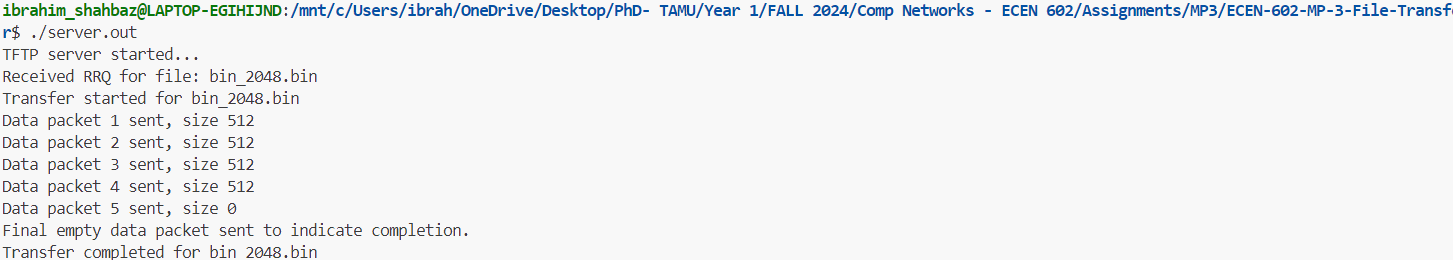 ibrahim_shahbaz@LAPTOP-EGIHIJND:/mnt/c/Users/ibrah/OneDrive/Desktop/PhD- TAMU/Year 1/FALL 2024/Comp Networks - ECEN 602/Assignments/MP3/ECEN-602-MP-3-File-Transfe
r$ ./server.out
TFTP server started...
Received RRQ for file: bin_2048.bin
Transfer started for bin_2048.bin
Data packet 1 sent, size 512
Data packet 2 sent, size 512
Data packet 3 sent, size 512
Data packet 4 sent, size 512
Data packet 5 sent, size 0
Final empty data packet sent to indicate completion.
Transfer completed for bin_2048.bin